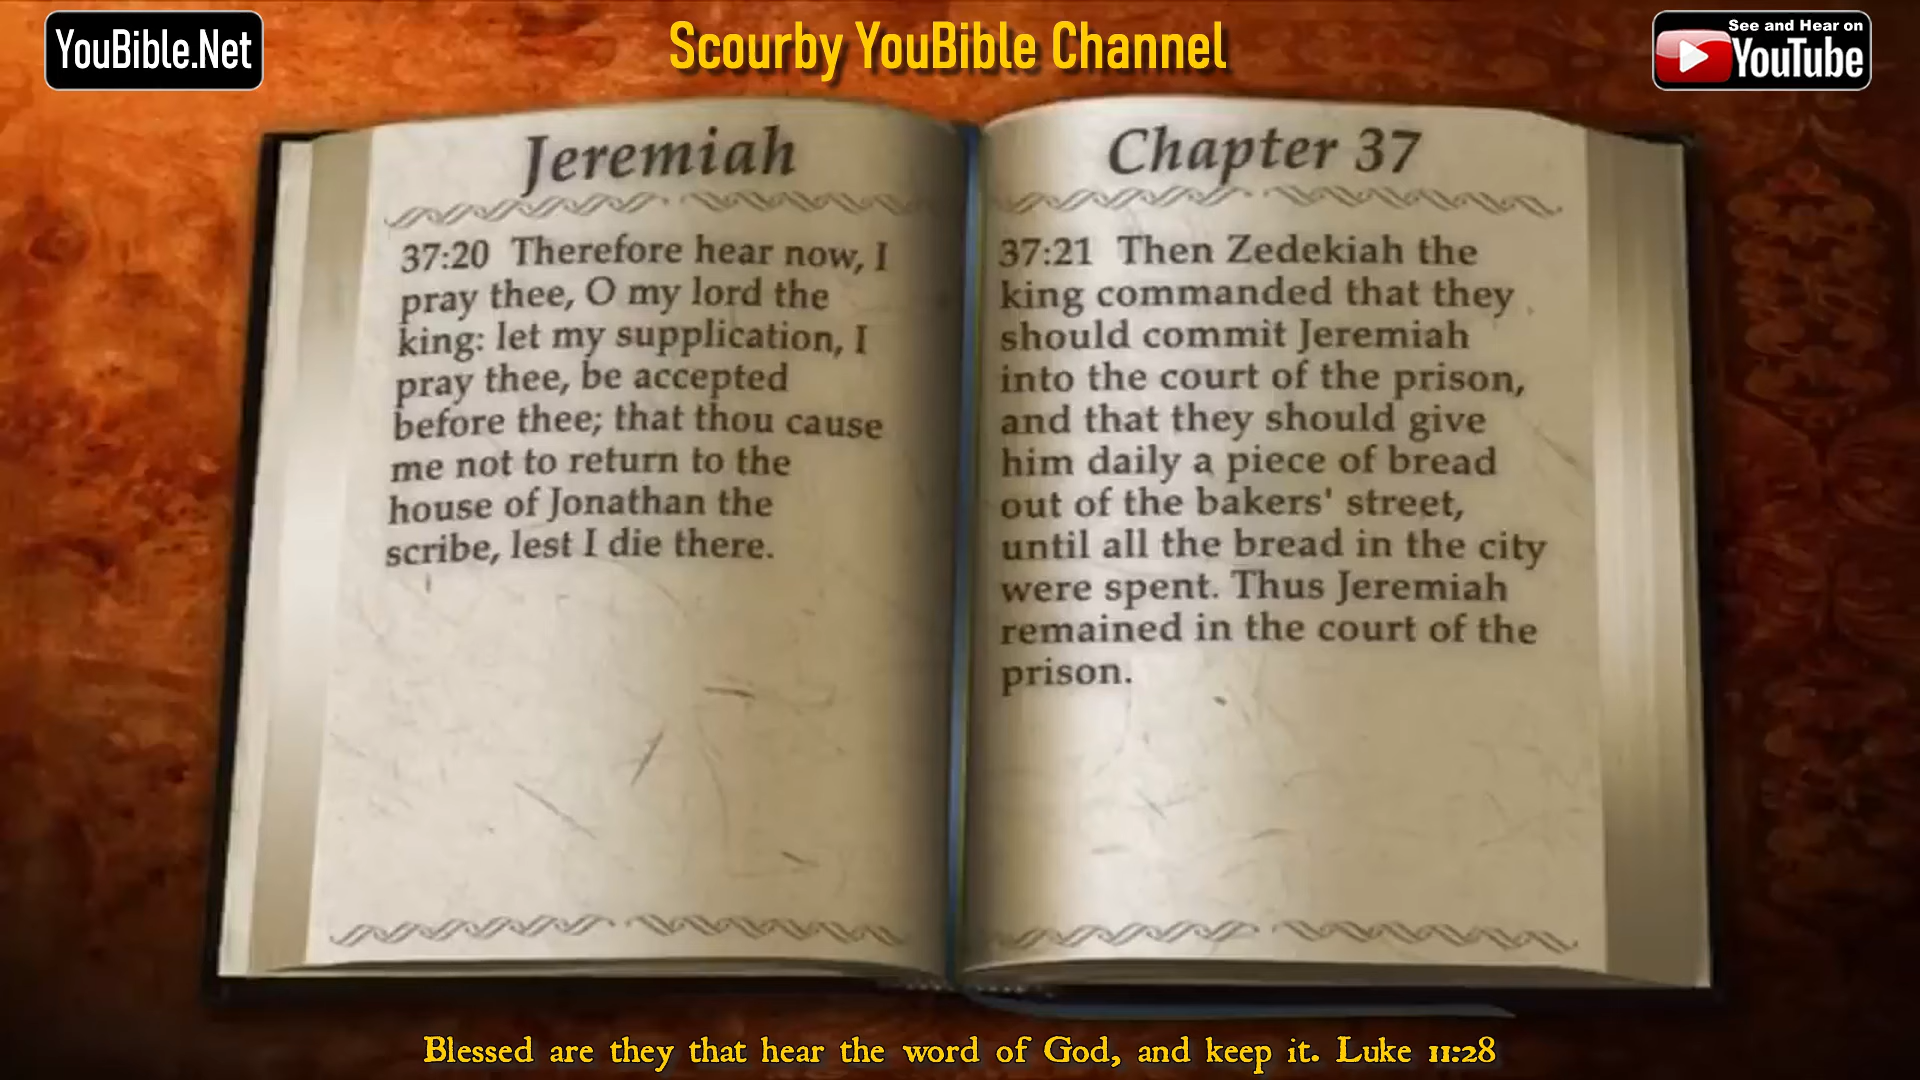 YouBible.Net
Scourby YouBible Channel
See and Hear on
YouTube
Jeremiah
37:20 Therefore hear now, I
pray thee, O my lord the
king: let my supplication, I
pray thee, be accepted
before thee; that thou cause
me not to return to the
house of Jonathan the
scribe, lest I die there.
Chapter 37
37:21 Then Zedekiah the
king commanded that they
should commit Jeremiah
into the court of the prison,
and that they should give
him daily a piece of bread
out of the bakers' street,
until all the bread in the city
were spent. Thus Jeremiah
remained in the court of the
prison.
Blessed are they that hear the word of God, and keep it. Luke 11:28